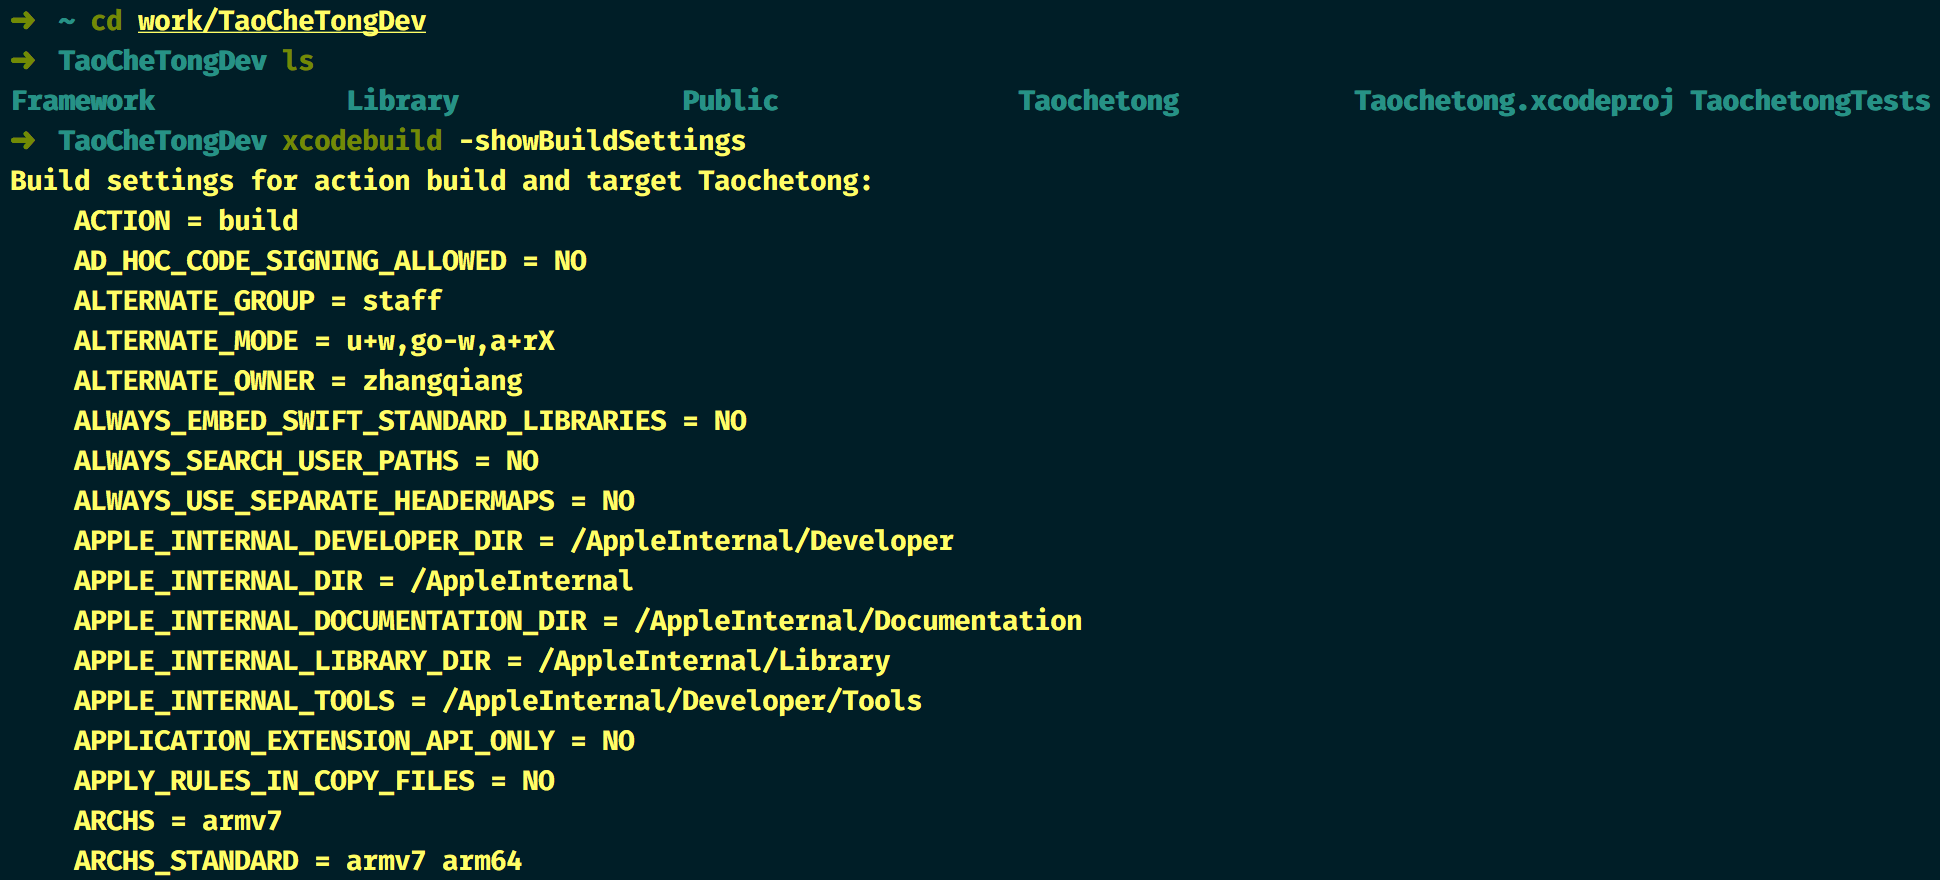 ➜ ~ cd work/TaoCheTongDev
➜ TaoCheTongDev ls
Framework Library Public Taochetong Taochetong.xcodeproj TaochetongTests
➜ TaoCheTongDev xcodebuild -showBuildSettings
Build settings for action build and target Taochetong:
ACTION = build
AD_HOC_CODE_SIGNING_ALLOWED = NO
ALTERNATE_GROUP = staff
ALTERNATE_MODE = u+w,go-w,a+rX
ALTERNATE_OWNER = zhangqiang
ALWAYS_EMBED_SWIFT_STANDARD_LIBRARIES = NO
ALWAYS_SEARCH_USER_PATHS = NO
ALWAYS_USE_SEPARATE_HEADERMAPS = NO
APPLE_INTERNAL_DEVELOPER_DIR = /AppleInternal/Developer
APPLE_INTERNAL_DIR = /AppleInternal
APPLE_INTERNAL_DOCUMENTATION_DIR = /AppleInternal/Documentation
APPLE_INTERNAL_LIBRARY_DIR = /AppleInternal/Library
APPLE_INTERNAL_TOOLS = /AppleInternal/Developer/Tools
APPLICATION_EXTENSION_API_ONLY = NO
APPLY_RULES_IN_COPY_FILES = NO
ARCHS = armv7
ARCHS_STANDARD = armv7 arm64